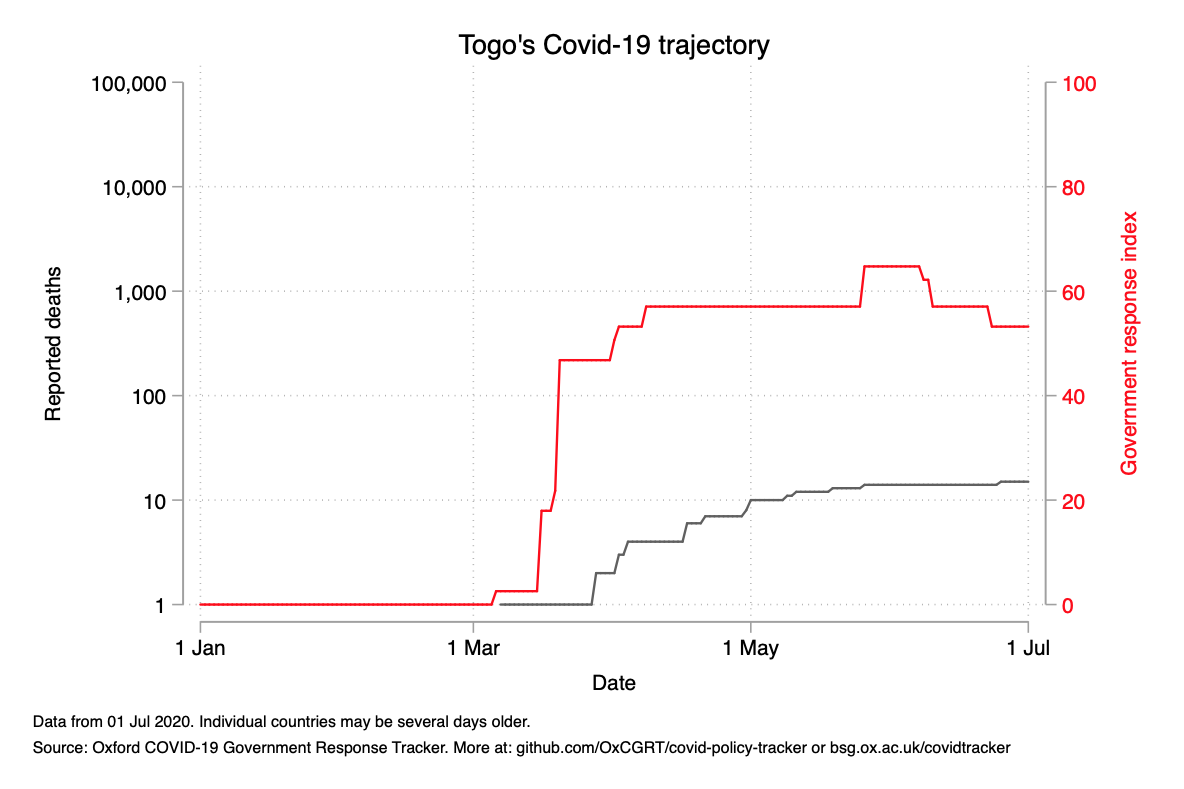 Togo's Covid-19 trajectory
100,000
10,000
1,000
100
10
1
Reported deaths
100
80
60
40
20
0
Government response index
1 Jan
1 Mar
1 May
1 Jul
Date
Data from 01 Jul 2020. Individual countries may be several days older.
Source: Oxford COVID-19 Government Response Tracker. More at: github.com/OxCGRT/covid-policy-tracker or bsg.ox.ac.uk/covidtracker